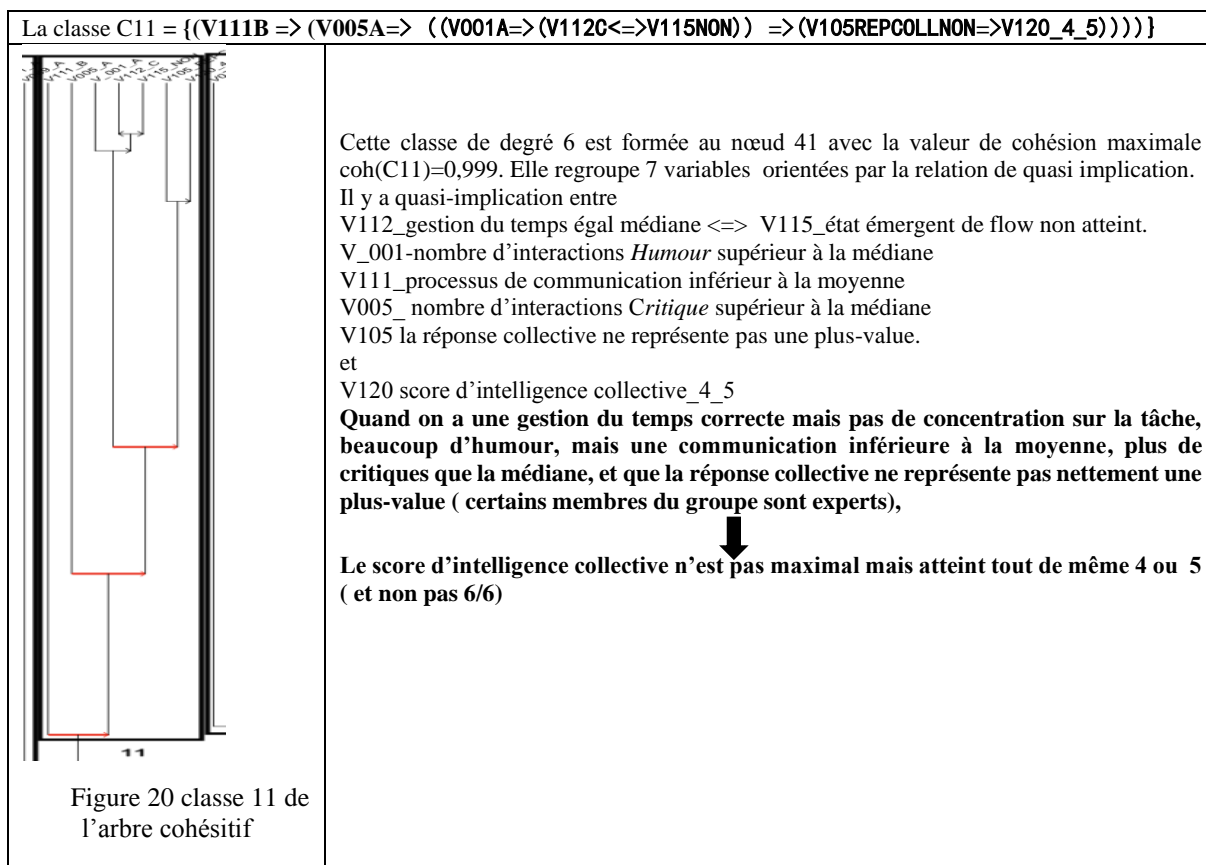 La classe C11 = {(V111B => (V005A=> ((V001A=>(V112C<=>V115NON)) =>(V105REPCOLLNON=>V120_4_5))))}
V111_B
V005_A
V_001_A
V112_C
11
Figure 20 classe 11 de
l’arbre cohésitif
Cette classe de degré 6 est formée au nœud 41 avec la valeur de cohésion maximale
coh(C11)=0,999. Elle regroupe 7 variables orientées par la relation de quasi implication.
Il y a quasi-implication entre
V112_gestion du temps égal médiane <=> V115_état émergent de flow non atteint.
V_001-nombre d’interactions Humour supérieur à la médiane
V111_processus de communication inférieur à la moyenne
V005_ nombre d’interactions Critique supérieur à la médiane
V105 la réponse collective ne représente pas une plus-value.
et
V120 score d’intelligence collective_4_5
Quand on a une gestion du temps correcte mais pas de concentration sur la tâche,
beaucoup d’humour, mais une communication inférieure à la moyenne, plus de
critiques que la médiane, et que la réponse collective ne représente pas nettement une
plus-value ( certains membres du groupe sont experts),
Le score d’intelligence collective n’est pas maximal mais atteint tout de même 4 ou 5
( et non pas 6/6)